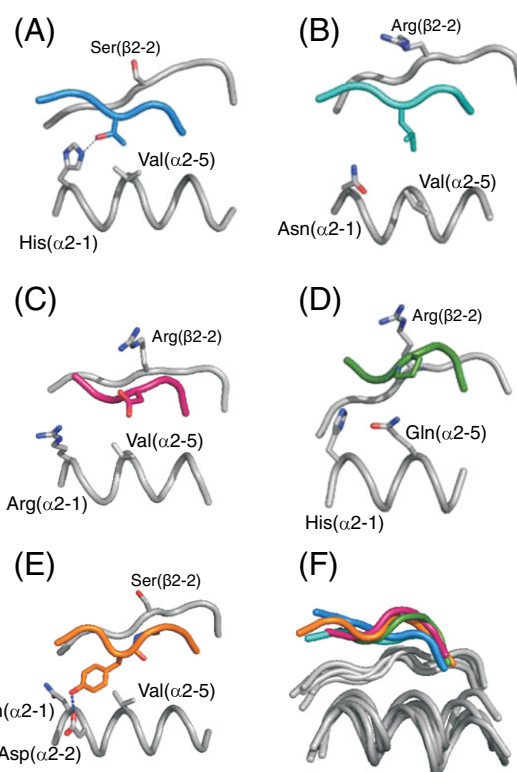 (A)
Ser(β2-2)
Val(α2-5)
His(α2-1)
(B)
Arg(β2-2)
Val(α2-5)
Asn(α2-1)
(C)
Arg(β2-2)
Val(α2-5)
Arg(α2-1)
(D)
Arg(β2-2)
Gln(α2-5)
His(α2-1)
(E)
Ser(β2-2)
Val(α2-5)
(α2-1)
Asp(α2-2)
(F)